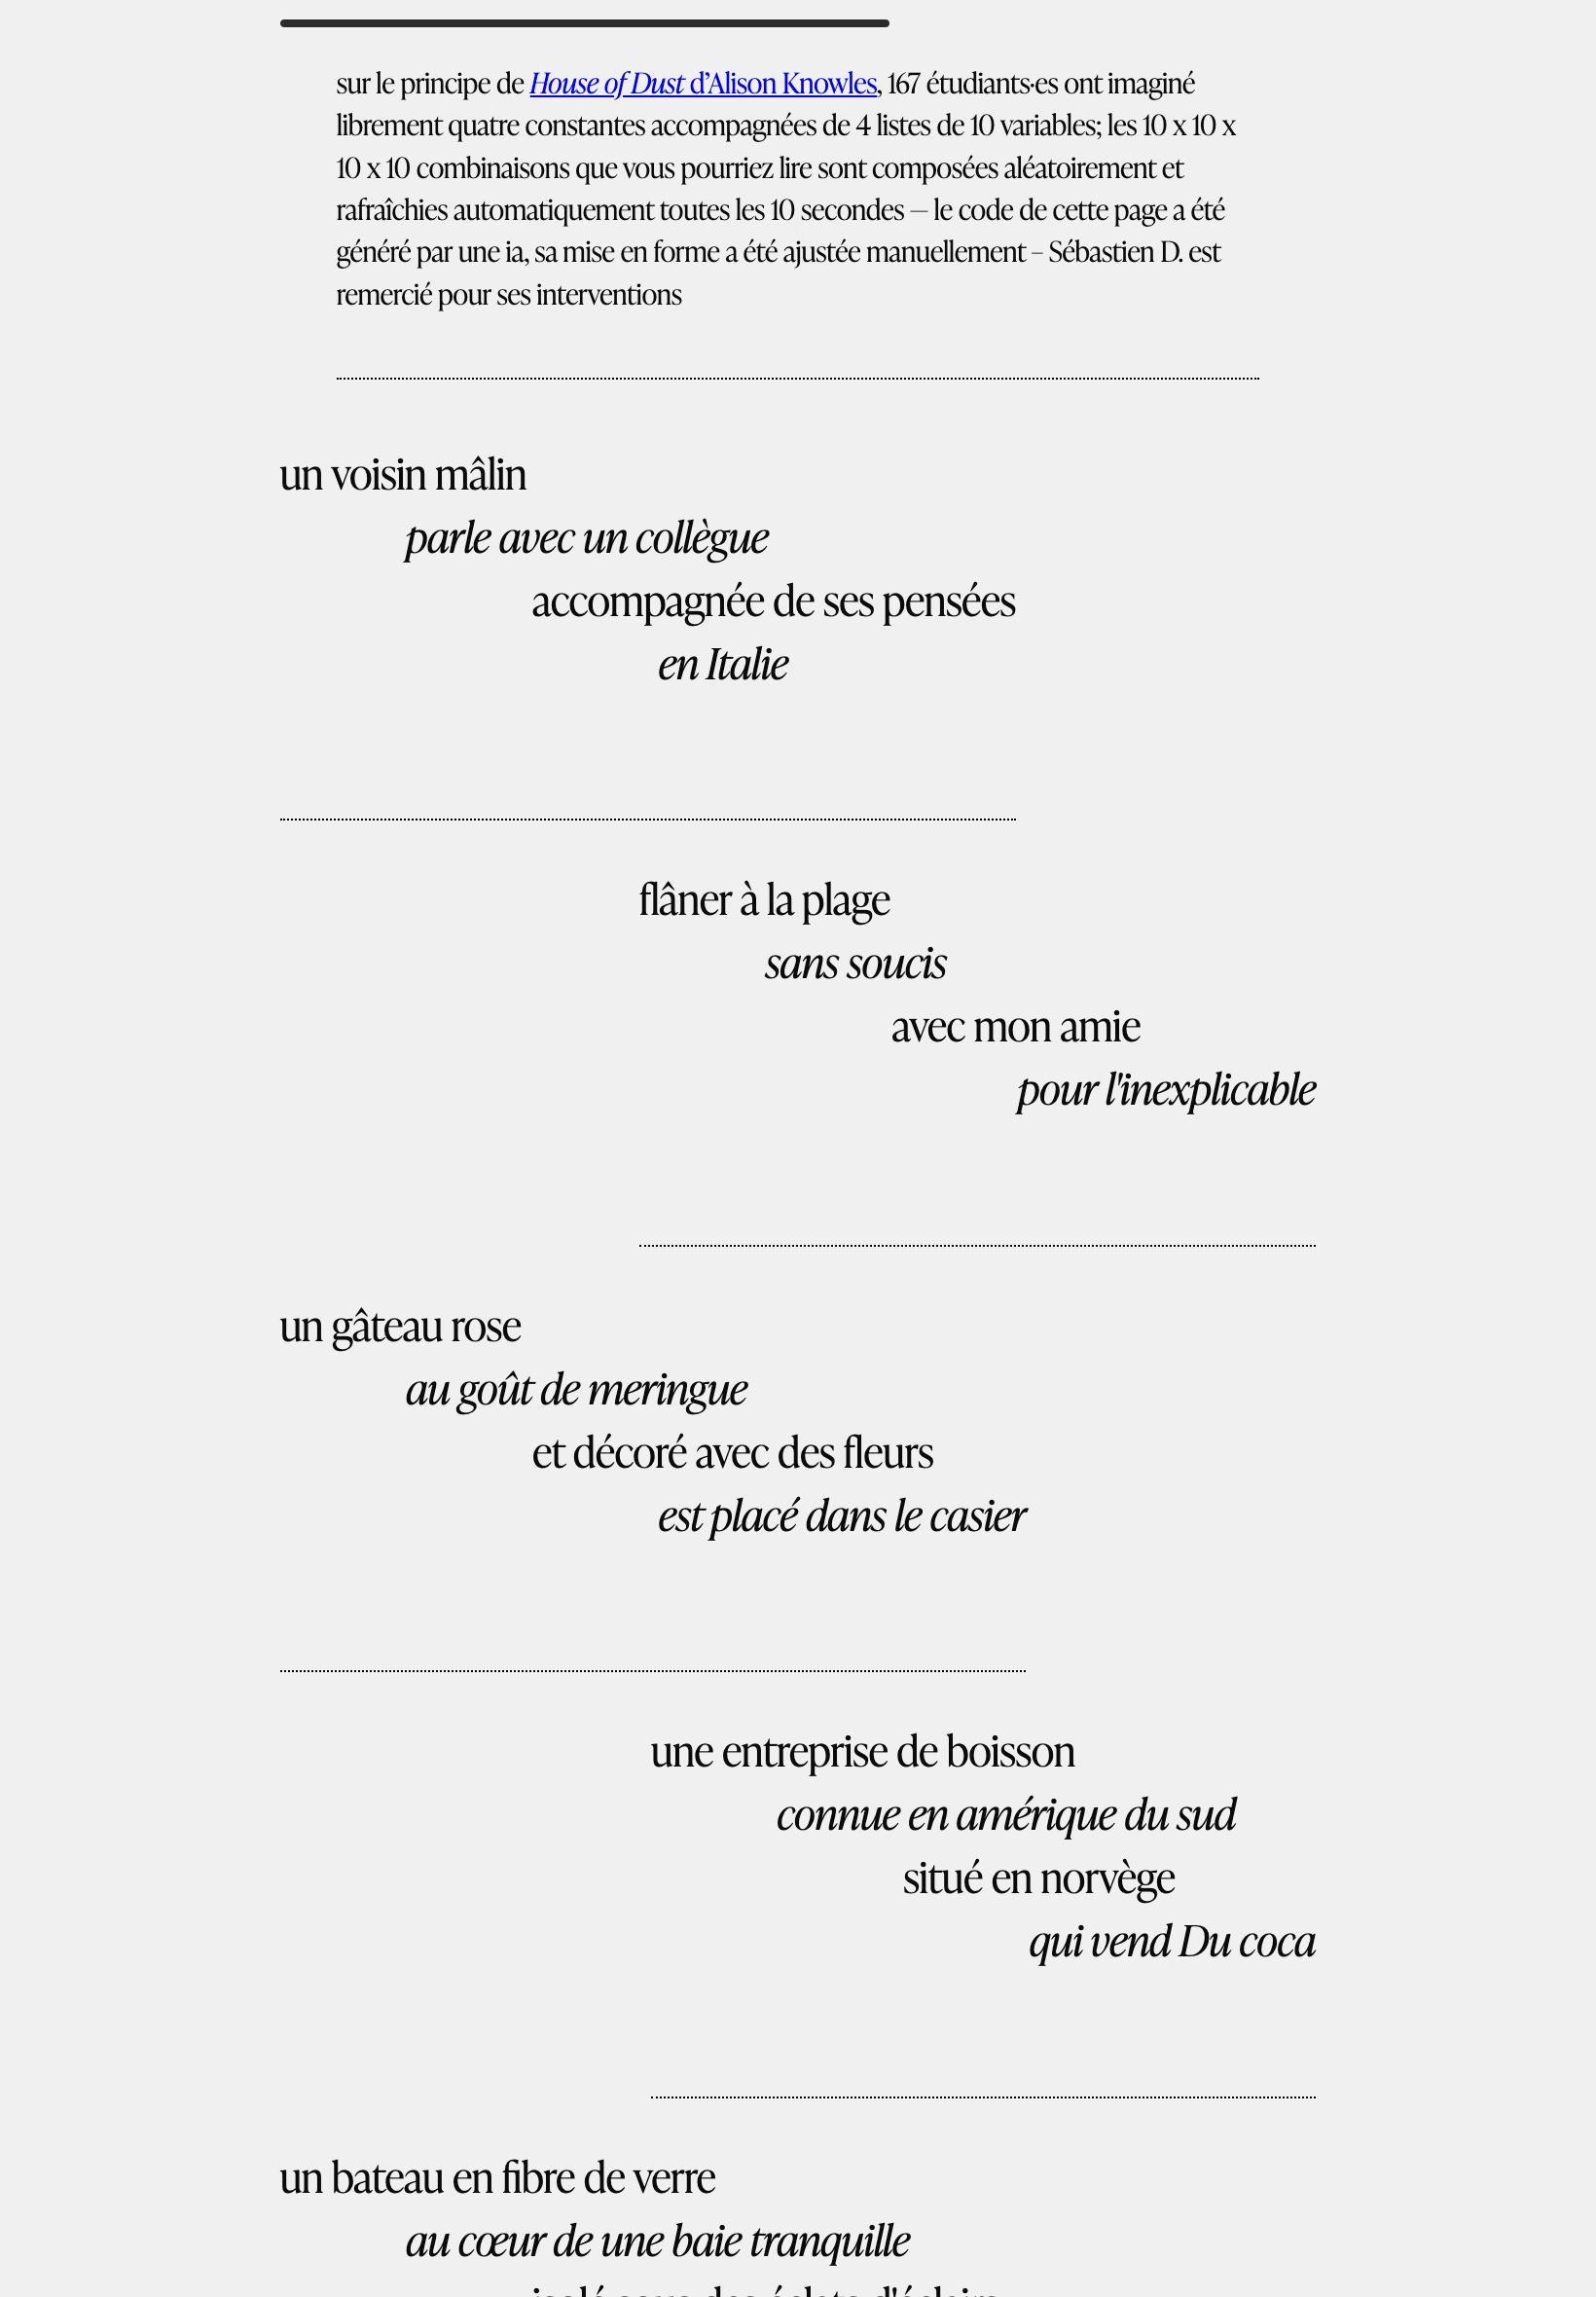 sur le principe de House of Dust d’Alison Knowles, 167 étudiants·es ont imaginé
librement quatre constantes accompagnées de 4 listes de 10 variables; les 10 x 10 x
10 x 10 combinaisons que vous pourriez lire sont composées aléatoirement et
rafraîchies automatiquement toutes les 10 secondes — le code de cette page a été
généré par une ia, sa mise en forme a été ajustée manuellement – Sébastien D. est
remercié pour ses interventions
un voisin mâlin
parle avec un collègue
accompagnée de ses pensées
en Italie
flâner à la plage
sans soucis
avec mon amie
pour l'inexplicable
un gâteau rose
au goût de meringue
et décoré avec des fleurs
est placé dans le casier
une entreprise de boisson
connue en amérique du sud
situé en norvège
qui vend Du coca
un bateau en fibre de verre
au cœur de une baie tranquille
isolé sous des éclats d'éclairs